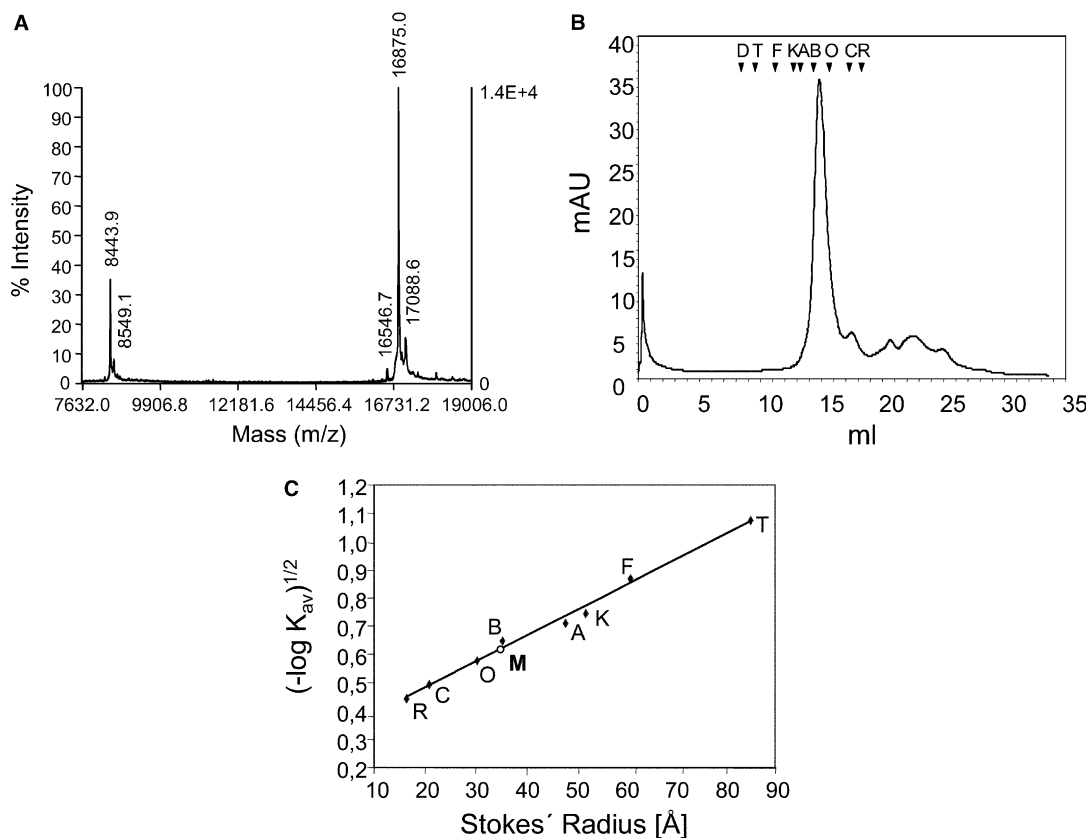 A
16875.0
100
90
80
70
60
50
40
30
20
10
0
1.4E+4
0
% Intensity
8443.9
8549.1
16546.7
17088.6
7632.0 9906.8 12181.6 14456.4 16731.2 19006.0
Mass (m/z)
B
D T F K A B O C R
40
35
30
25
20
15
10
5
0
mAU
0 5 10 15 20 25 30 35
ml
C
1,2
1,1
1,0
0,9
0,8
0,7
0,6
0,5
0,4
0,3
0,2
(-log Kav)1/2
T
F
K
A
B
M
O
C
R
10 20 30 40 50 60 70 80 90
Stokes´ Radius [Å]